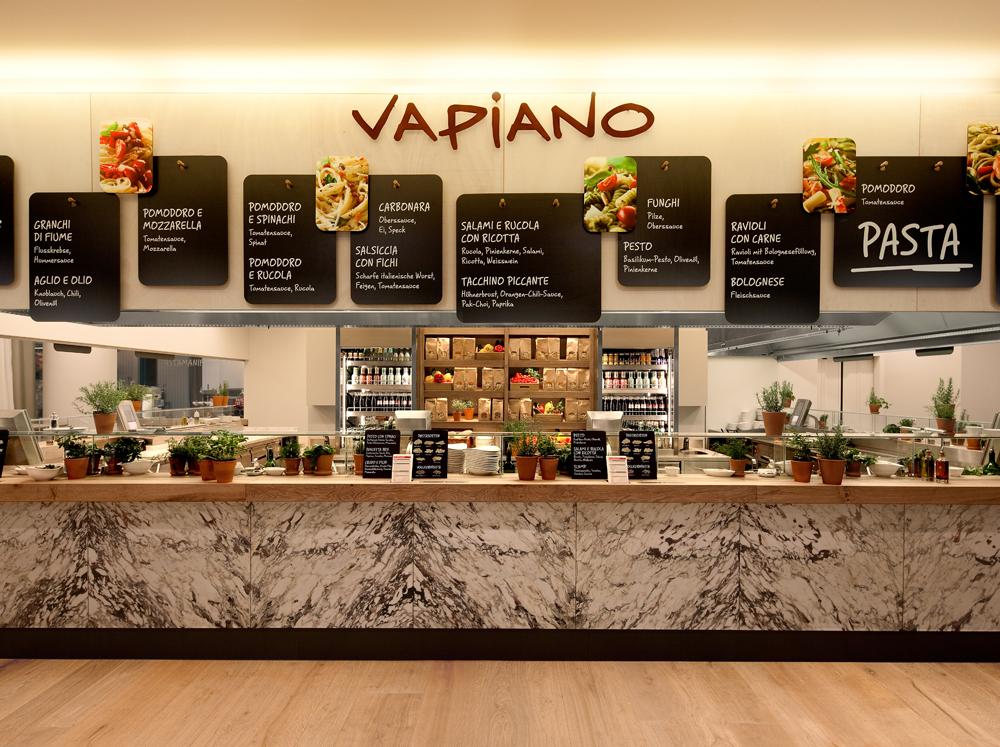 VAPIANO
GRANCHI
DI FIUME
Flusskrebse,
Hummersauce
AGLIO E OLIO
Knoblauch, Chili,
Olivenöl
POMODORO E
MOZZARELLA
Tomatensauce,
Mozzarella
POMODORO
E SPINACHI
Tomatensauce,
Spinat
POMODORO
E RUCOLA
Tomatensauce, Rucola
CARBONARA
Oberssauce,
Ei, Speck
SALSICCIA
CON FICHI
Scharfe italienische Wurst,
Feigen, Tomatensauce
SALAMI E RUCOLA
CON RICOTTA
Rucola, Pinienkerne, Salami,
Ricotta, Weisswein
TACCHINO PICCANTE
Hühnerbrust, Orangen-Chili-Sauce,
Pak-Choi, Paprika
FUNGHI
Pilze,
Oberssauce
PESTO
Basilikum-Pesto, Olivenöl,
Pinienkerne
RAVIOLI
CON CARNE
Ravioli mit Bolognesefüllung,
Tomatensauce
BOLOGNESE
Fleischsauce
POMODORO
Tomatensauce
PASTA